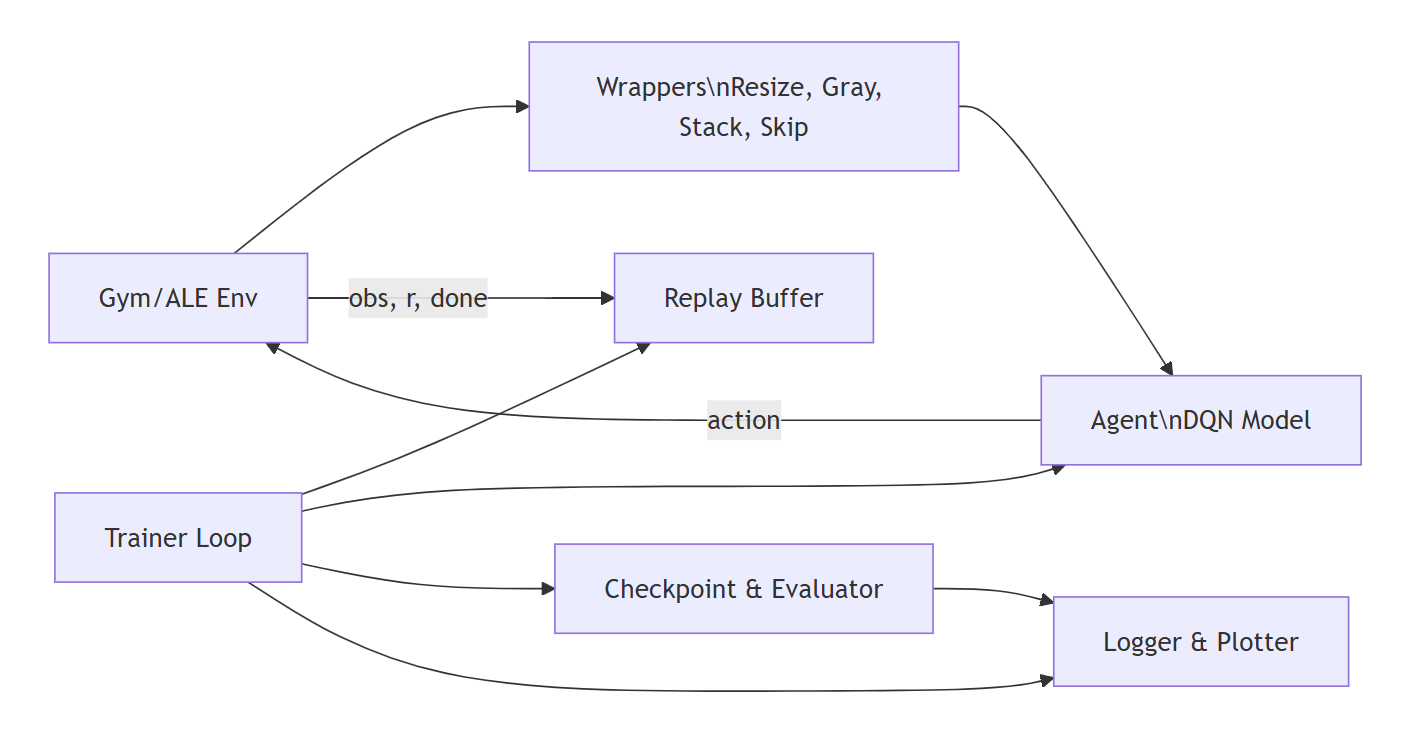 Wrappers\nResize, Gray,
Stack, Skip
Gym/ALE Env
obs, r, done
Replay Buffer
action
Agent\nDQN Model
Trainer Loop
Checkpoint & Evaluator
Logger & Plotter